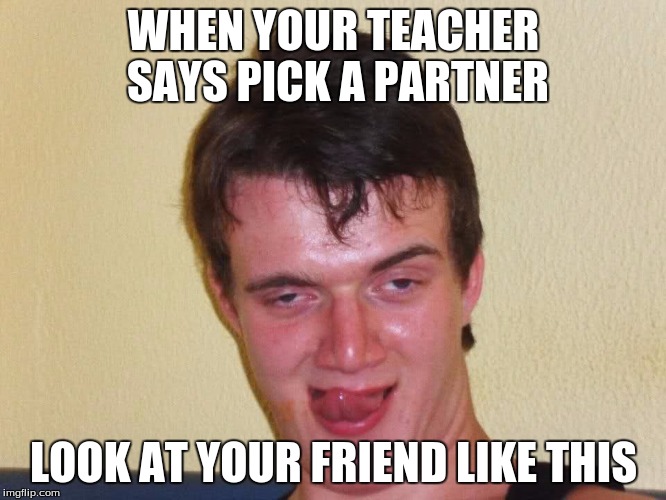 WHEN YOUR TEACHER
SAYS PICK A PARTNER
LOOK AT YOUR FRIEND LIKE THIS
imgflip.com